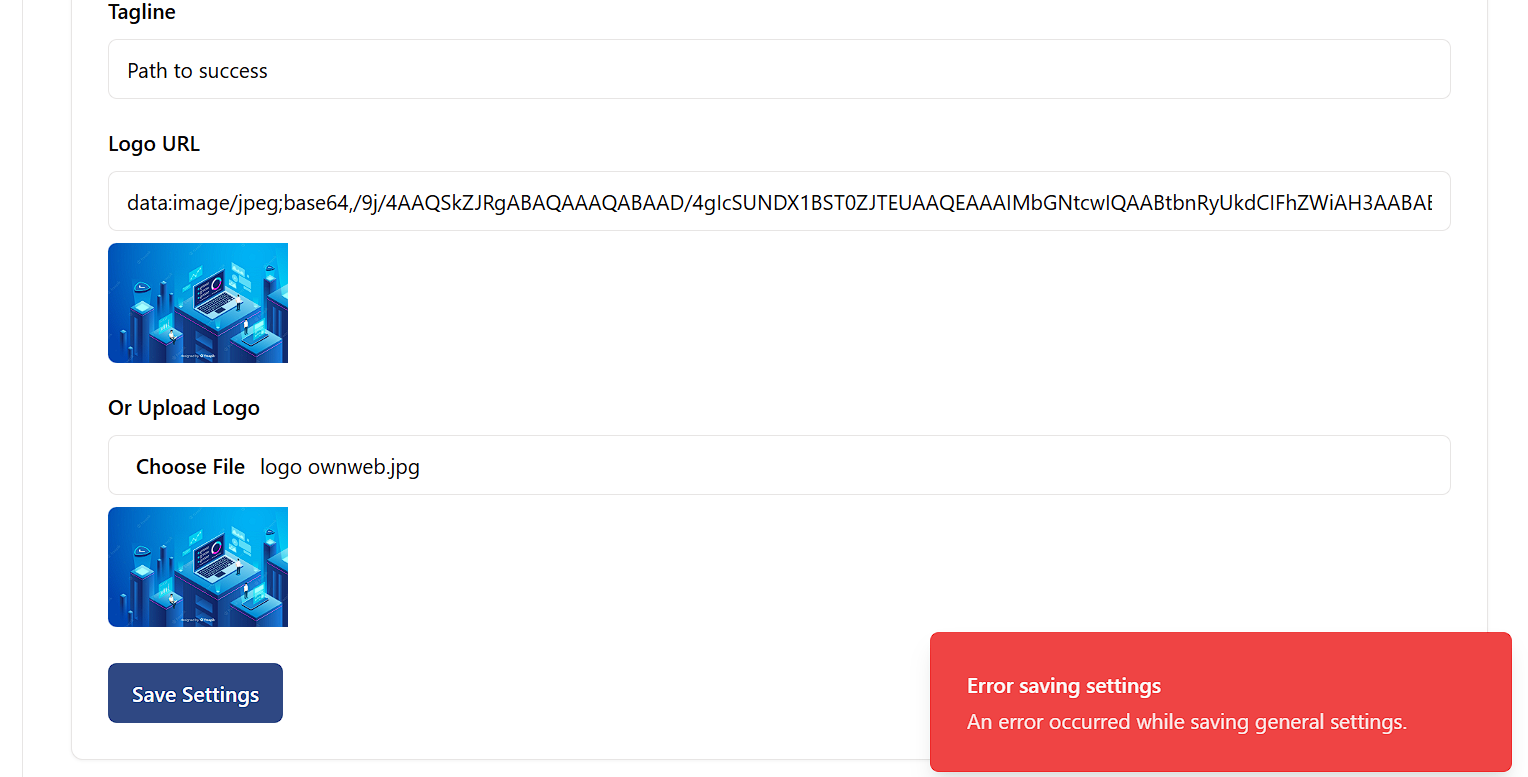 Tagline
Path to success
Logo URL
data:image/jpeg;base64,/9j/4AAQSkZJRgABAQAAAQABAAD/4gIcSUNDX1BST0ZJTEUAAQEAAAIMbGNtcwIQAABtbnRyUkdCIFhZWiAH3AABAE
Or Upload Logo
Choose File logo ownweb.jpg
Save Settings
Error saving settings
An error occurred while saving general settings.